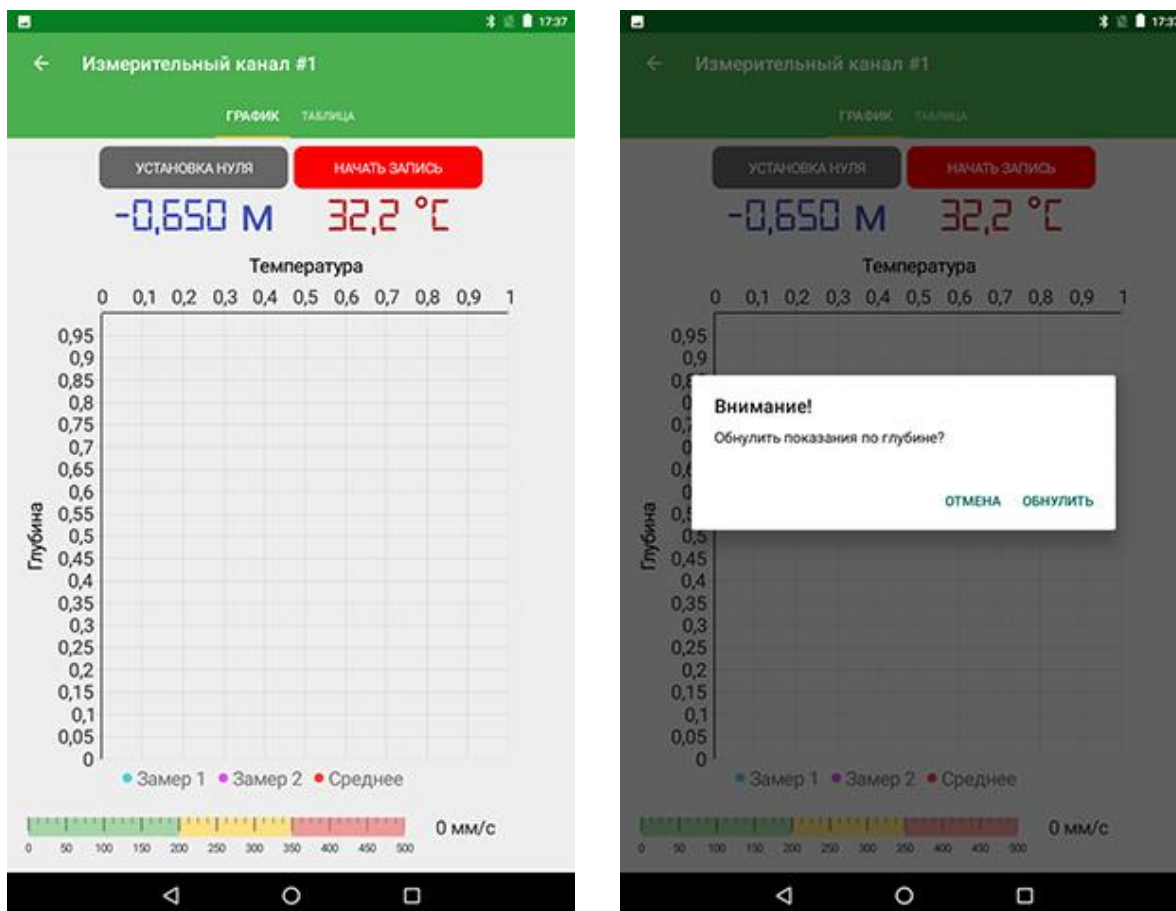 17:37
Измерительный канал #1
ГРАФИК ТАБЛИЦА
УСТАНОВКА НУЛЯ НАЧАТЬ ЗАПИСЬ
-0,650 М 32,2 °C
Температура
0 0,1 0,2 0,3 0,4 0,5 0,6 0,7 0,8 0,9 1
0,95
0,9
0,85
0,8
0,75
0,7
0,65
0,6
0,55
0,5
0,45
0,4
0,35
0,3
0,25
0,2
0,15
0,1
0,05
0
Глубина
Замер 1 Замер 2 Среднее
0 мм/с
0 50 100 150 200 250 300 350 400 450 500
17:37
Измерительный канал #1
ГРАФИК ТАБЛИЦА
УСТАНОВКА НУЛЯ НАЧАТЬ ЗАПИСЬ
-0,650 М 32,2 °C
Температура
0 0,1 0,2 0,3 0,4 0,5 0,6 0,7 0,8 0,9 1
0,95
0,9
Внимание!
Обнулить показания по глубине?
ОТМЕНА ОБНУЛИТЬ
0,5
0,45
0,4
0,35
0,3
0,25
0,2
0,15
0,1
0,05
0
Глубина
Замер 1 Замер 2 Среднее
0 мм/с
0 50 100 150 200 250 300 350 400 450 500